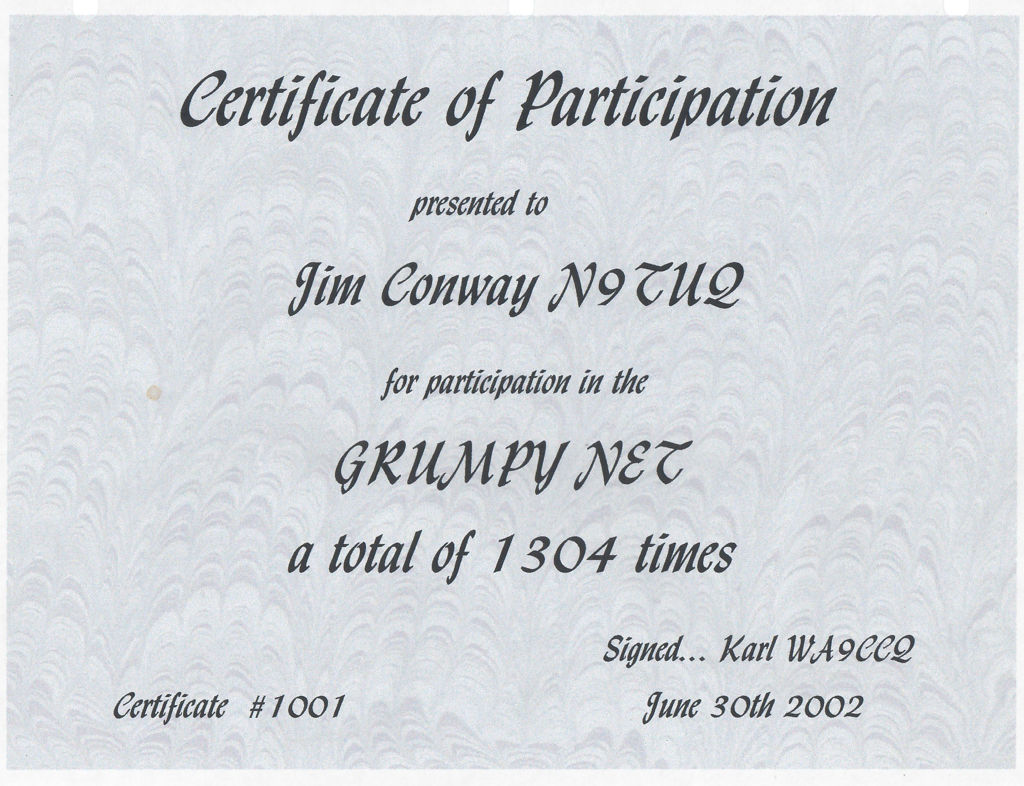 Certificate of Participation
presented to
Jim Conway N9TUQ
for participation in the
GRUMPY NET
a total of 1304 times
Signed... Karl WA9CCQ
Certificate #1001
June 30th 2002